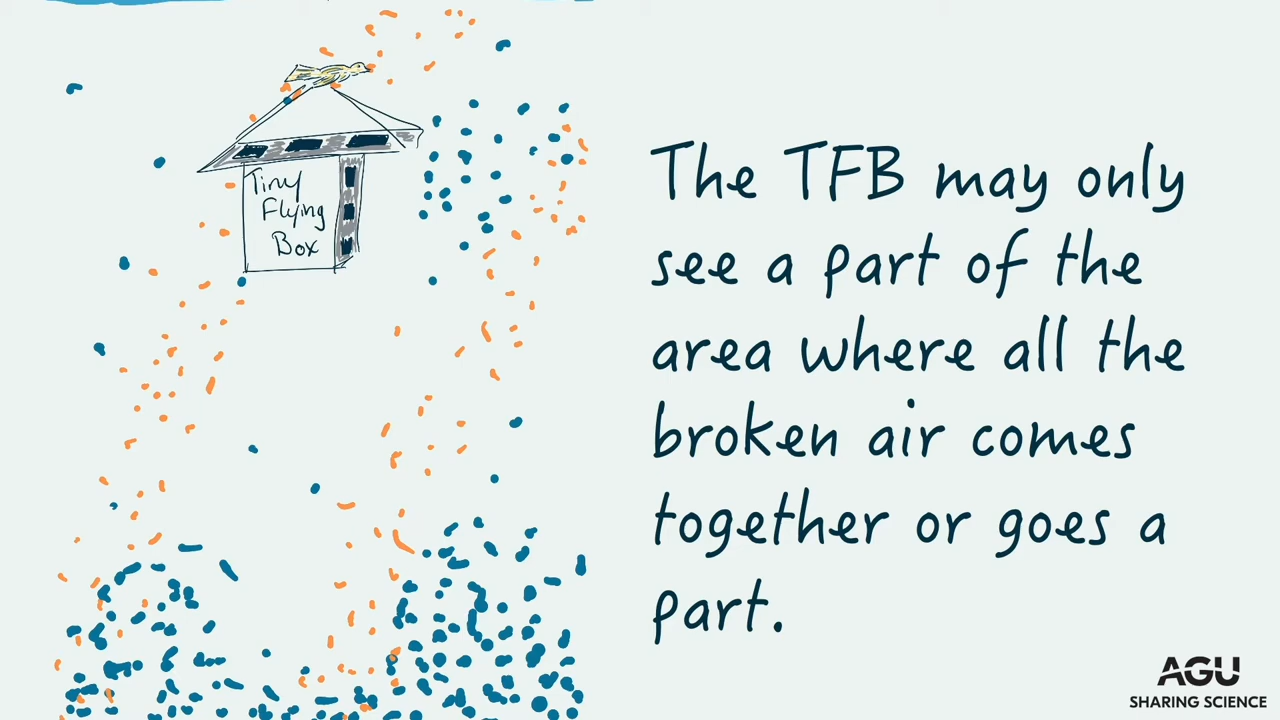 Tiny
Flying
Box
The TFB may only
see a part of the
area where all the
broken air comes
together or goes a
part.
AGU
SHARING SCIENCE